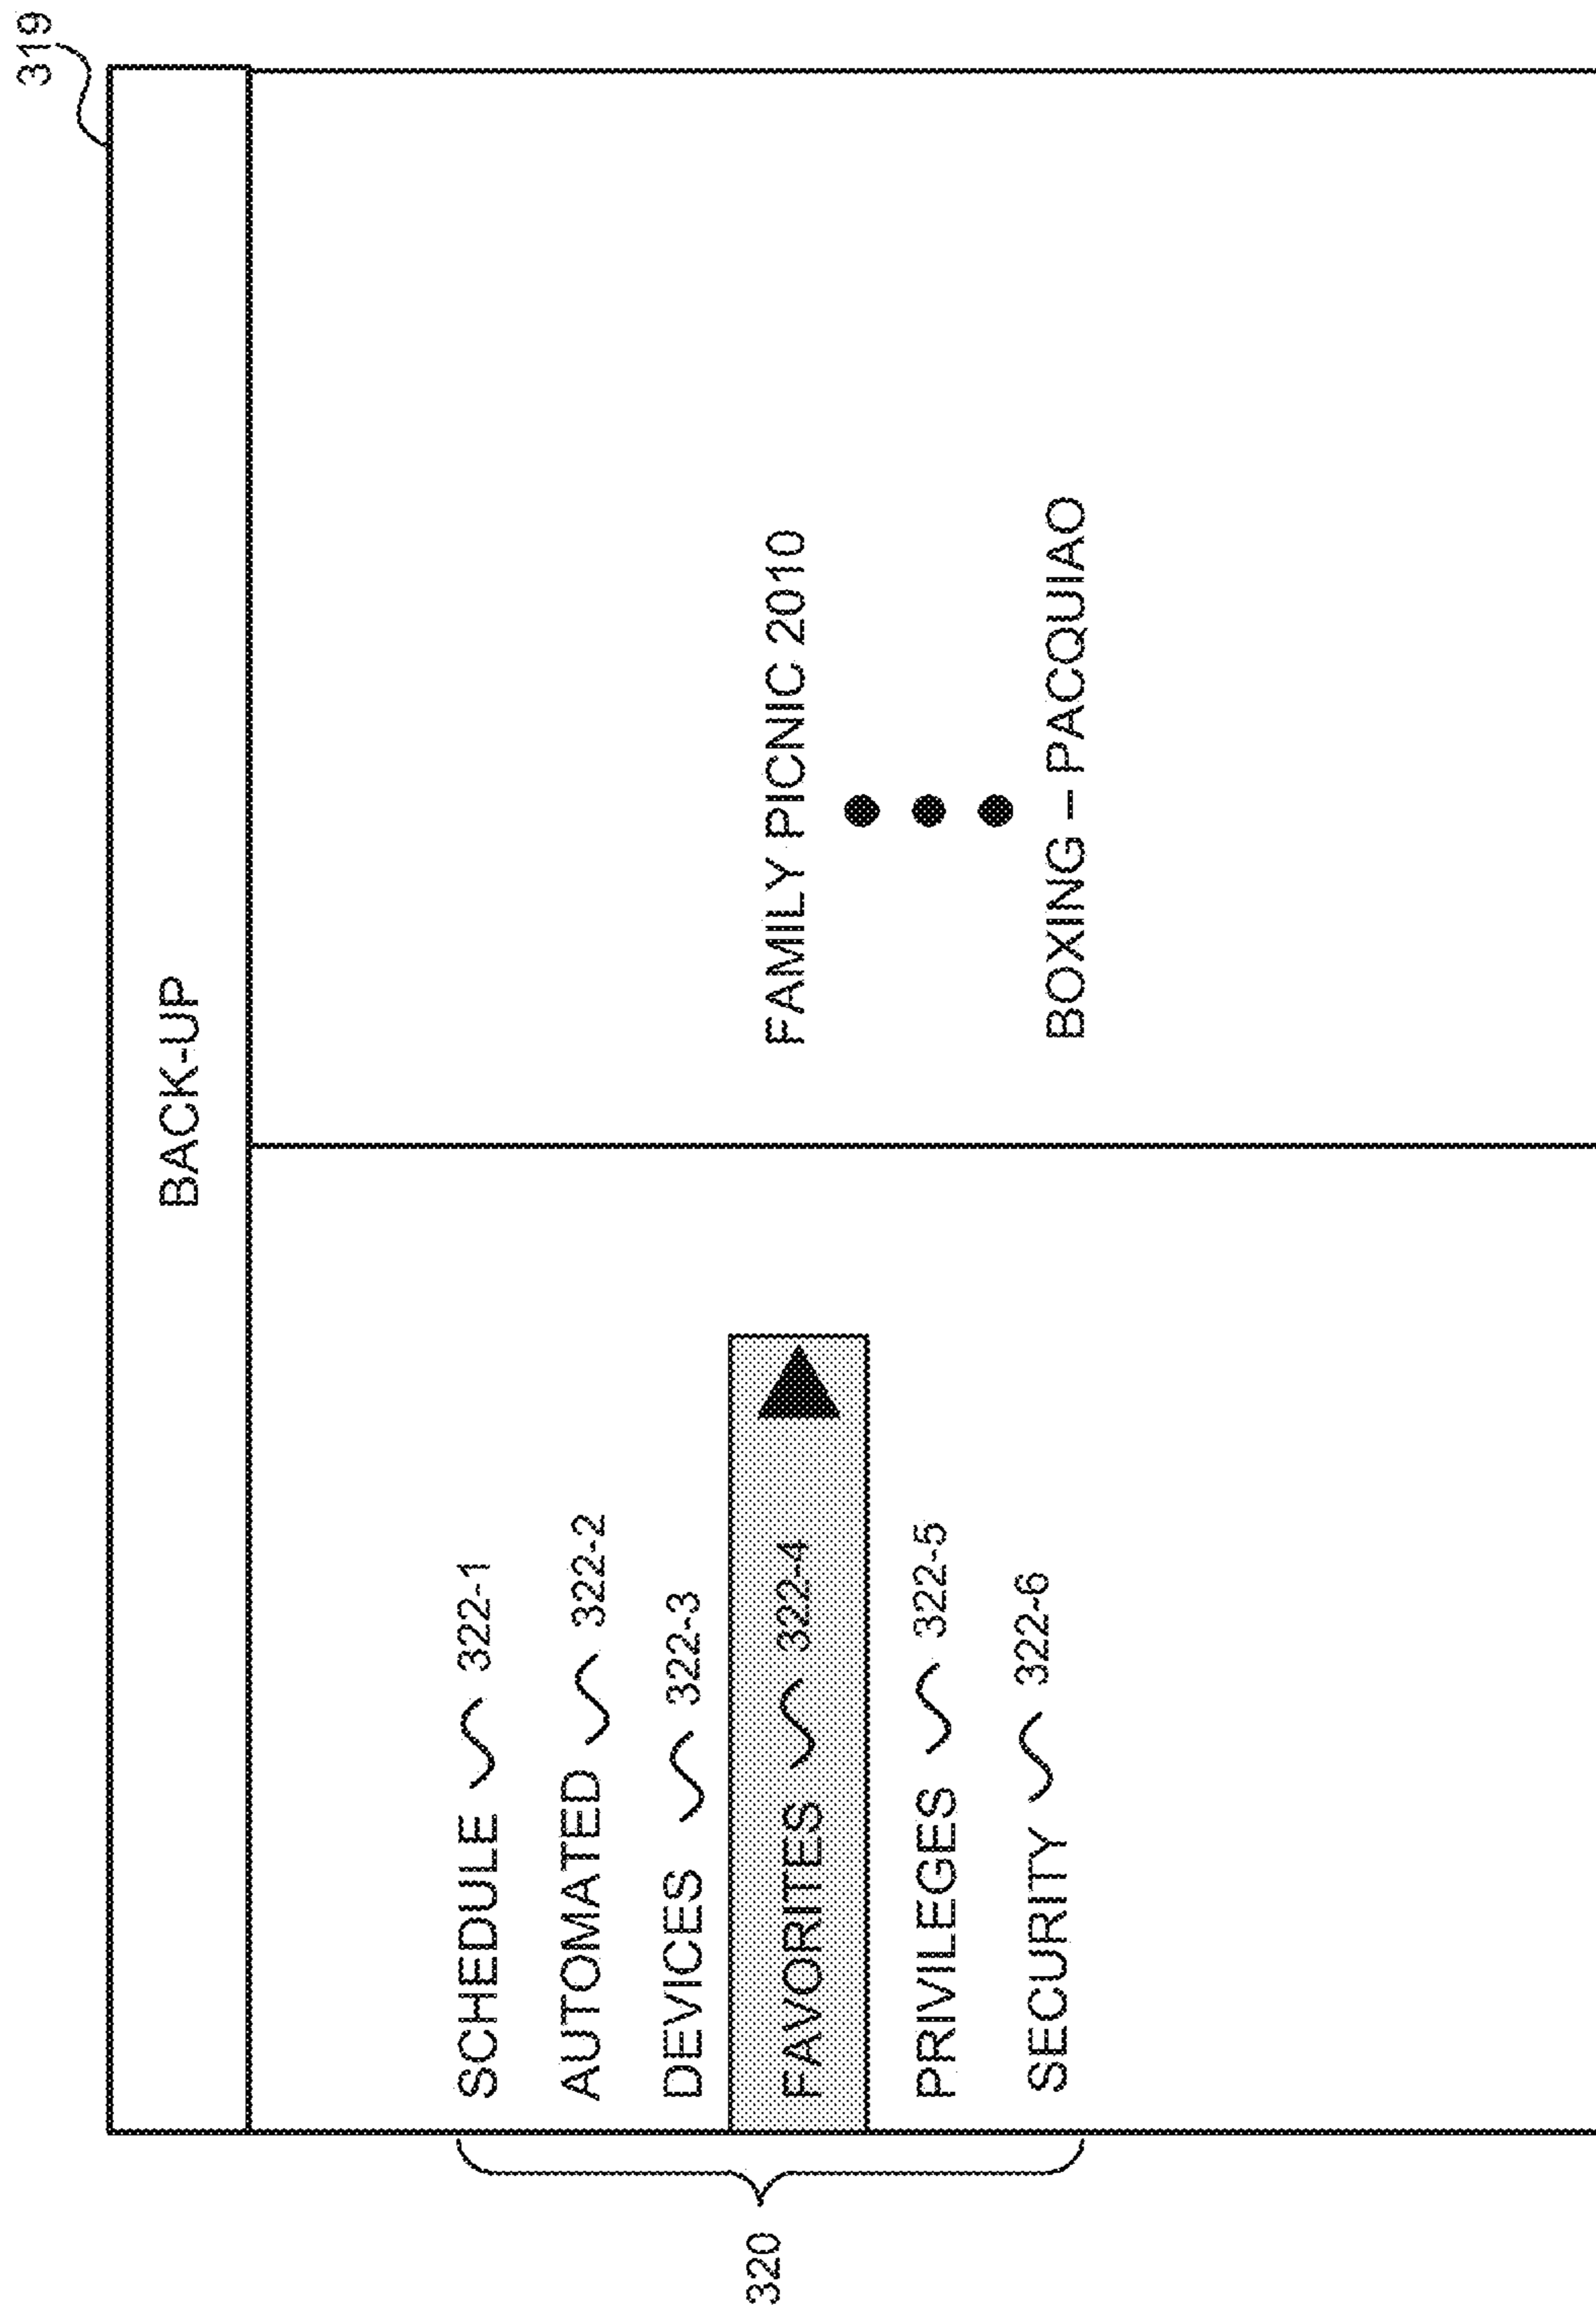 319
BACK-UP
SCHEDULE 322-1
AUTOMATED 322-2
DEVICES 322-3
FAVORITES 322-4
PRIVILEGES 322-5
SECURITY 322-6
320
FAMILY PICNIC 2010
BOXING – PACQUIAO